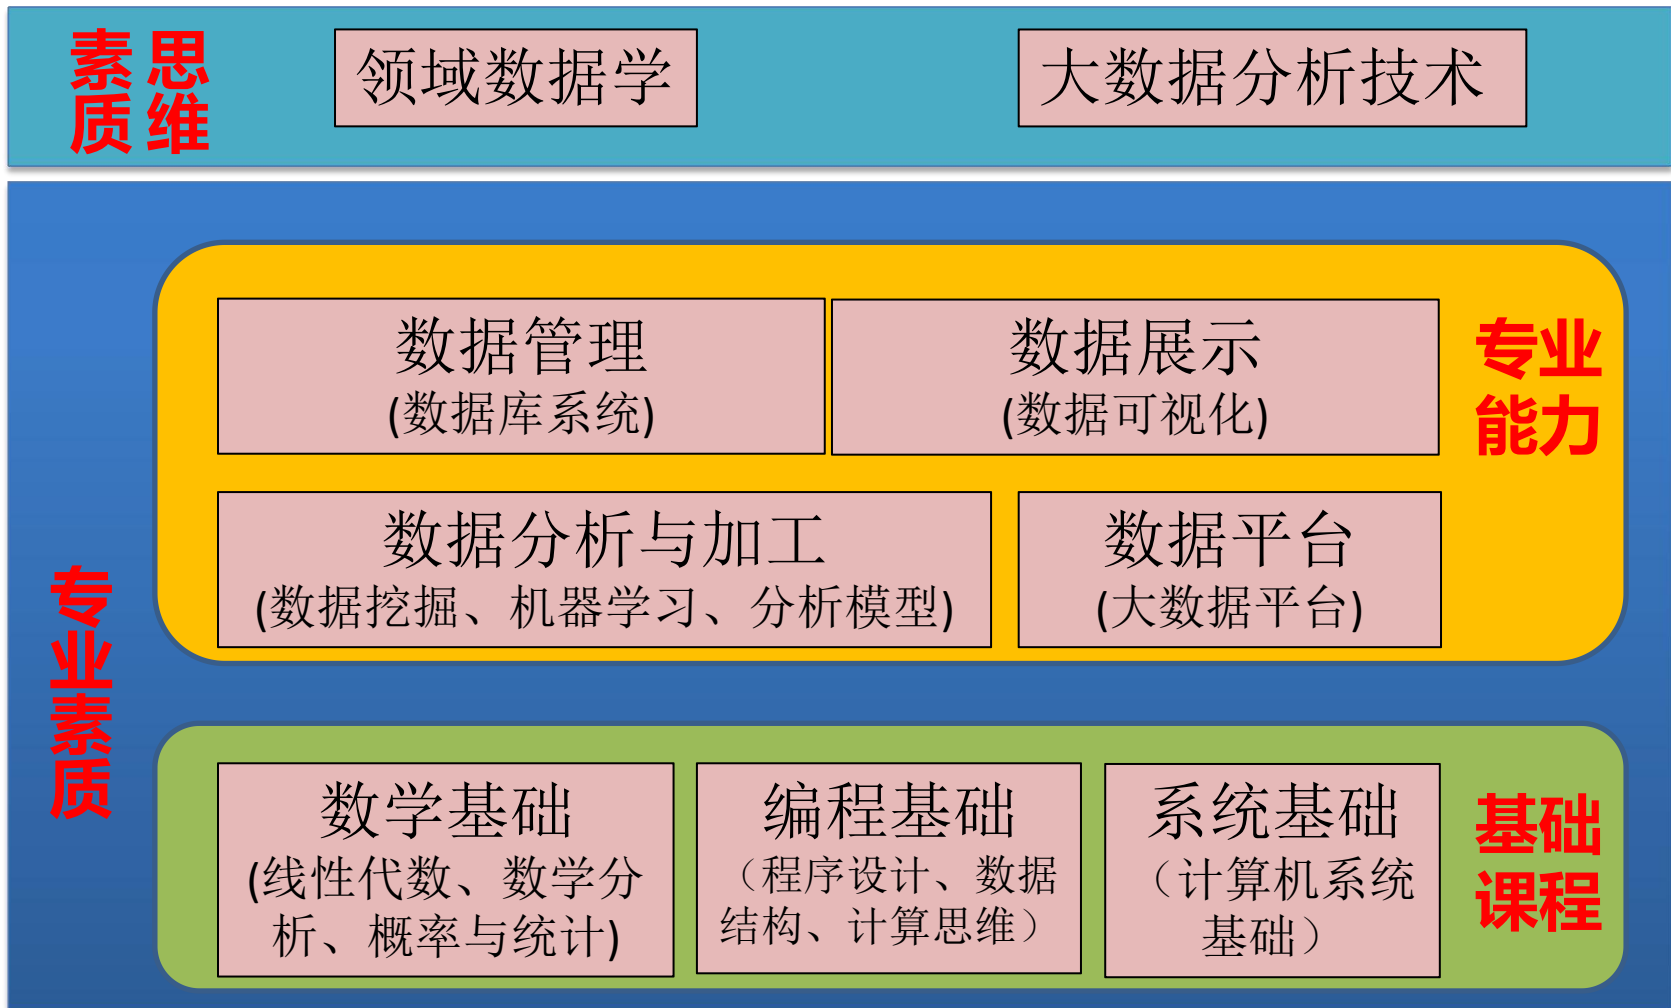 素 思
质 维
领域数据学
大数据分析技术
数据管理
(数据库系统)
数据展示
(数据可视化)
专业
能力
数据分析与加工
(数据挖掘、机器学习、分析模型)
数据平台
(大数据平台)
专
业
素
质
数学基础
(线性代数、数学分
析、概率与统计)
编程基础
（程序设计、数据
结构、计算思维）
系统基础
（计算机系统
基础）
基础
课程